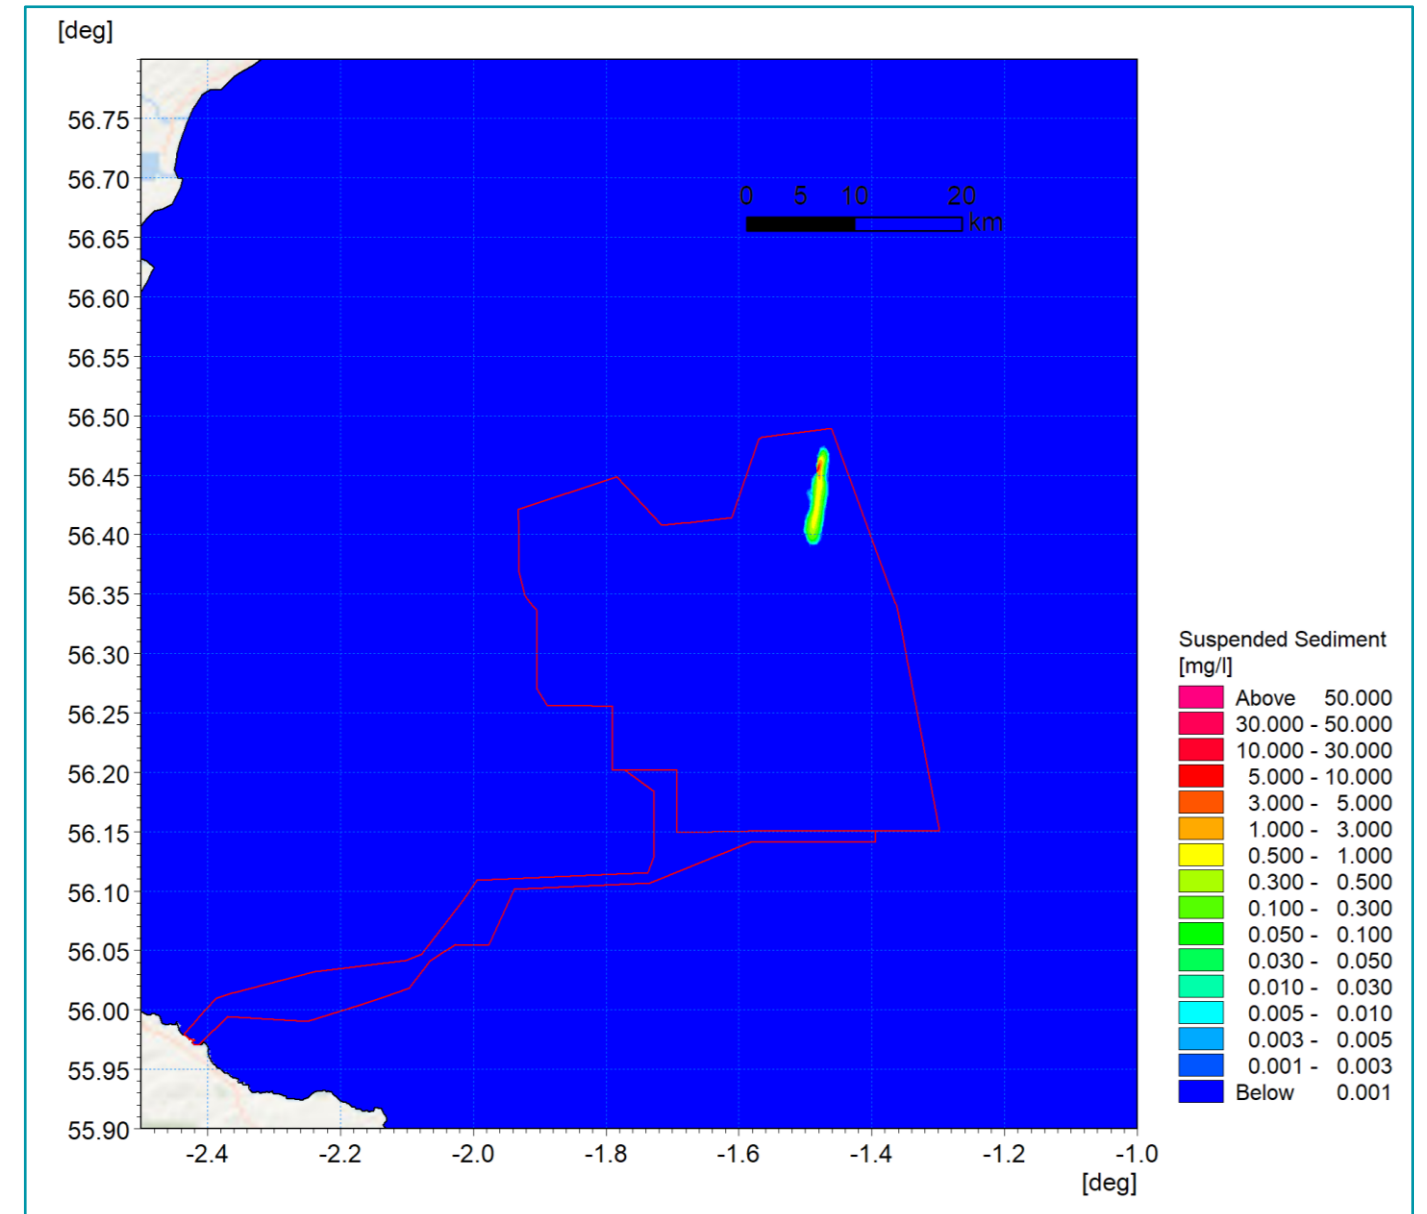 [deg]
56.75
56.70
56.65
56.60
56.55
56.50
56.45
56.40
56.35
56.30
56.25
56.20
56.15
56.10
56.05
56.00
55.95
55.90
0 5 10 20
km
-2.4 -2.2 -2.0 -1.8 -1.6 -1.4 -1.2 -1.0
[deg]
Suspended Sediment
[mg/l]
Above 50.000
30.000 - 50.000
10.000 - 30.000
5.000 - 10.000
3.000 - 5.000
1.000 - 3.000
0.500 - 1.000
0.300 - 0.500
0.100 - 0.300
0.050 - 0.100
0.030 - 0.050
0.010 - 0.030
0.005 - 0.010
0.003 - 0.005
0.001 - 0.003
Below 0.001